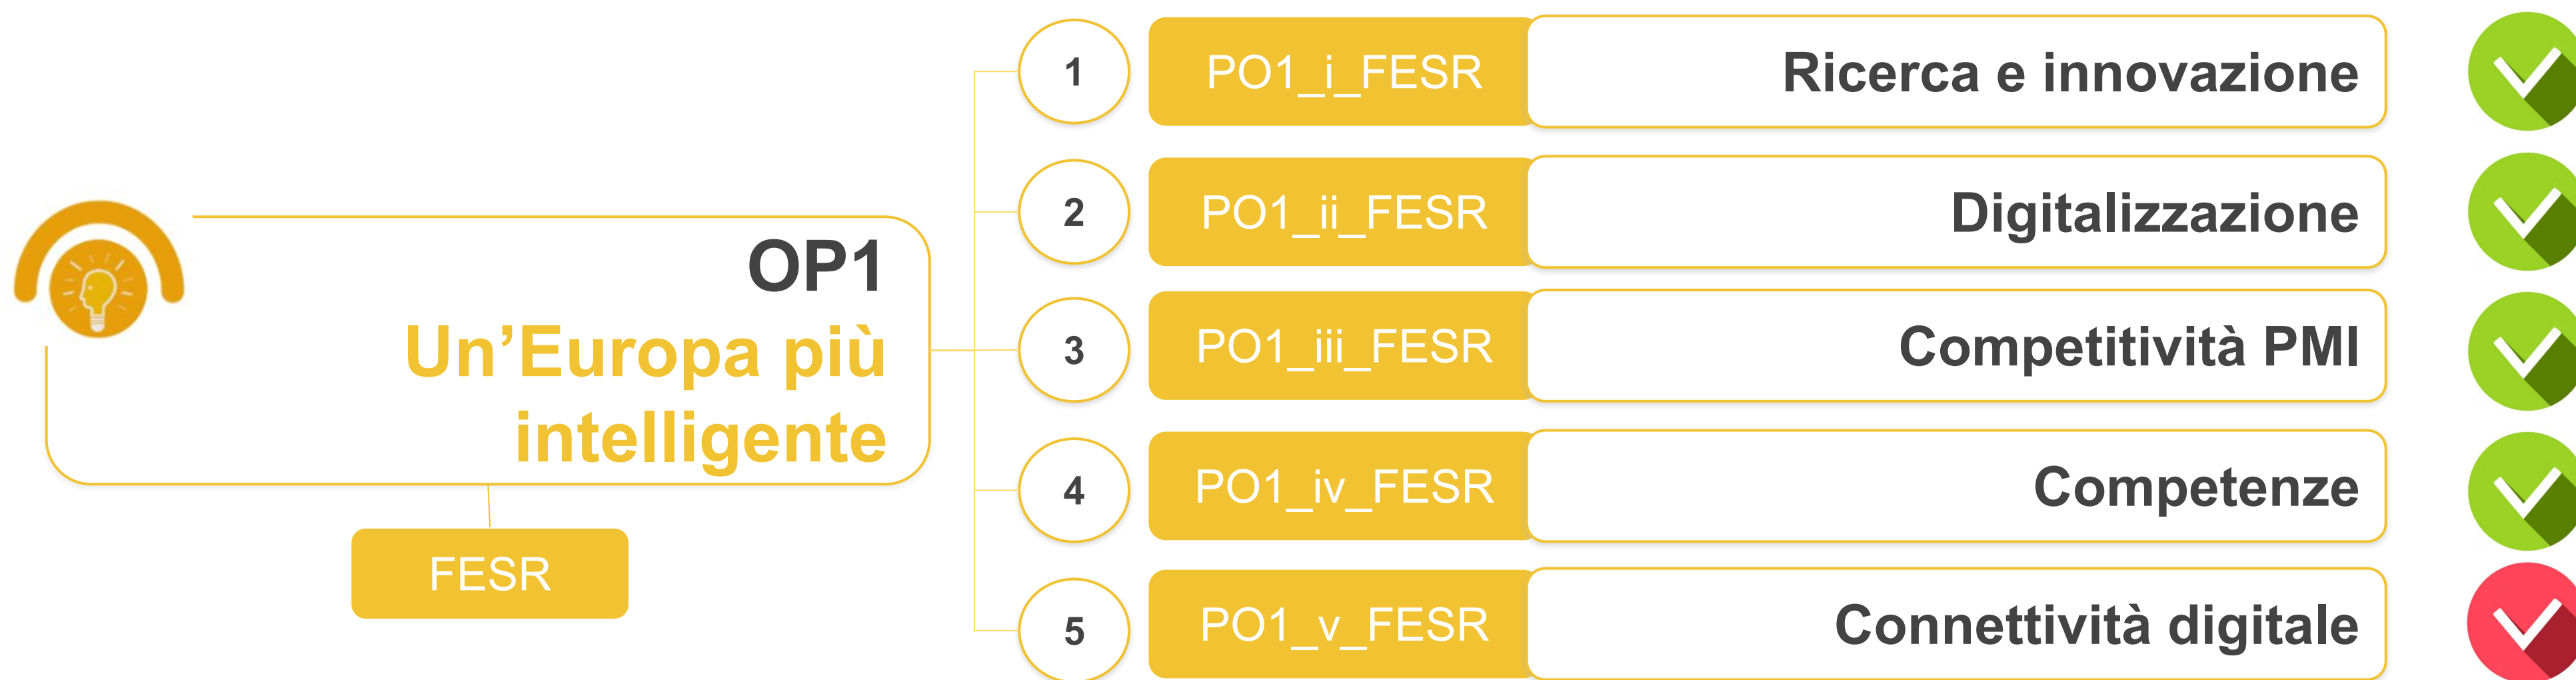 OP1
Un’Europa più
intelligente
FESR
1
PO1_i_FESR
Ricerca e innovazione
2
PO1_ii_FESR
Digitalizzazione
3
PO1_iii_FESR
Competitività PMI
4
PO1_iv_FESR
Competenze
5
PO1_v_FESR
Connettività digitale